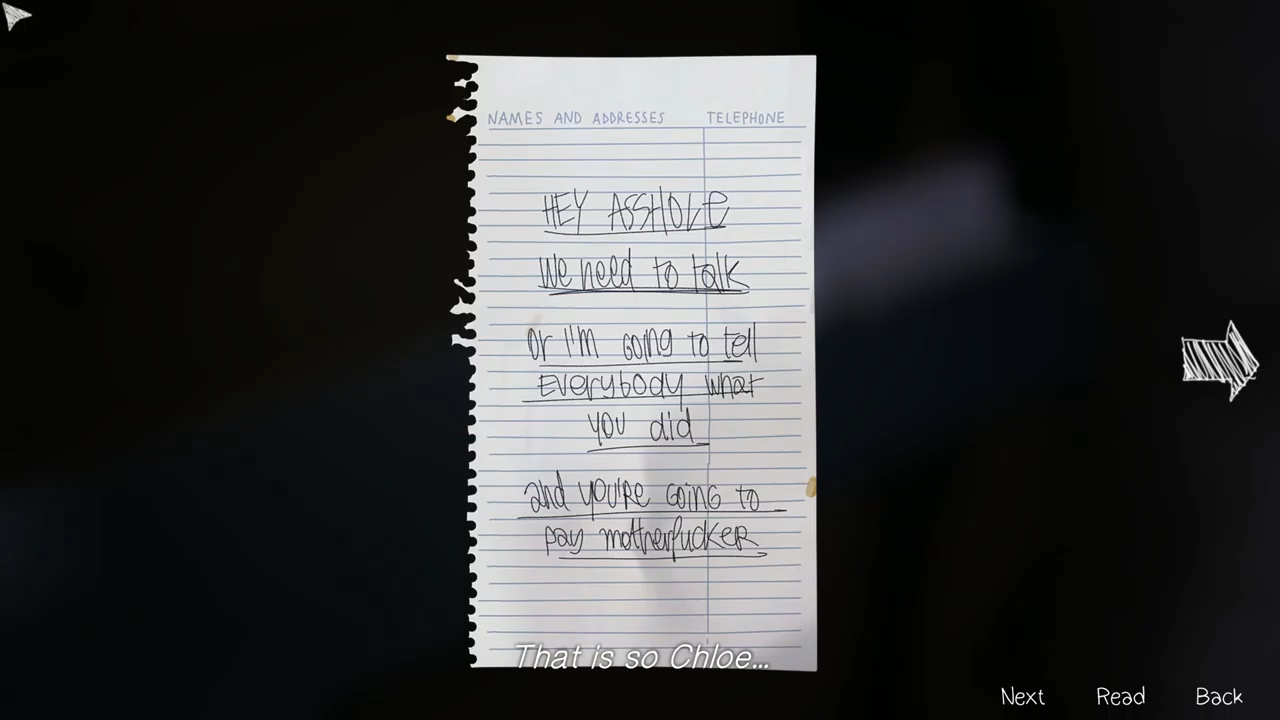 NAMES AND ADDRESSES TELEPHONE
HEY ASSHOLE
We need to talk
Or I'm going to tell
EVERYBODY what
YOU did
and you're GOING to
pay motherfuckER
That is so Chloe...
Next Read Back